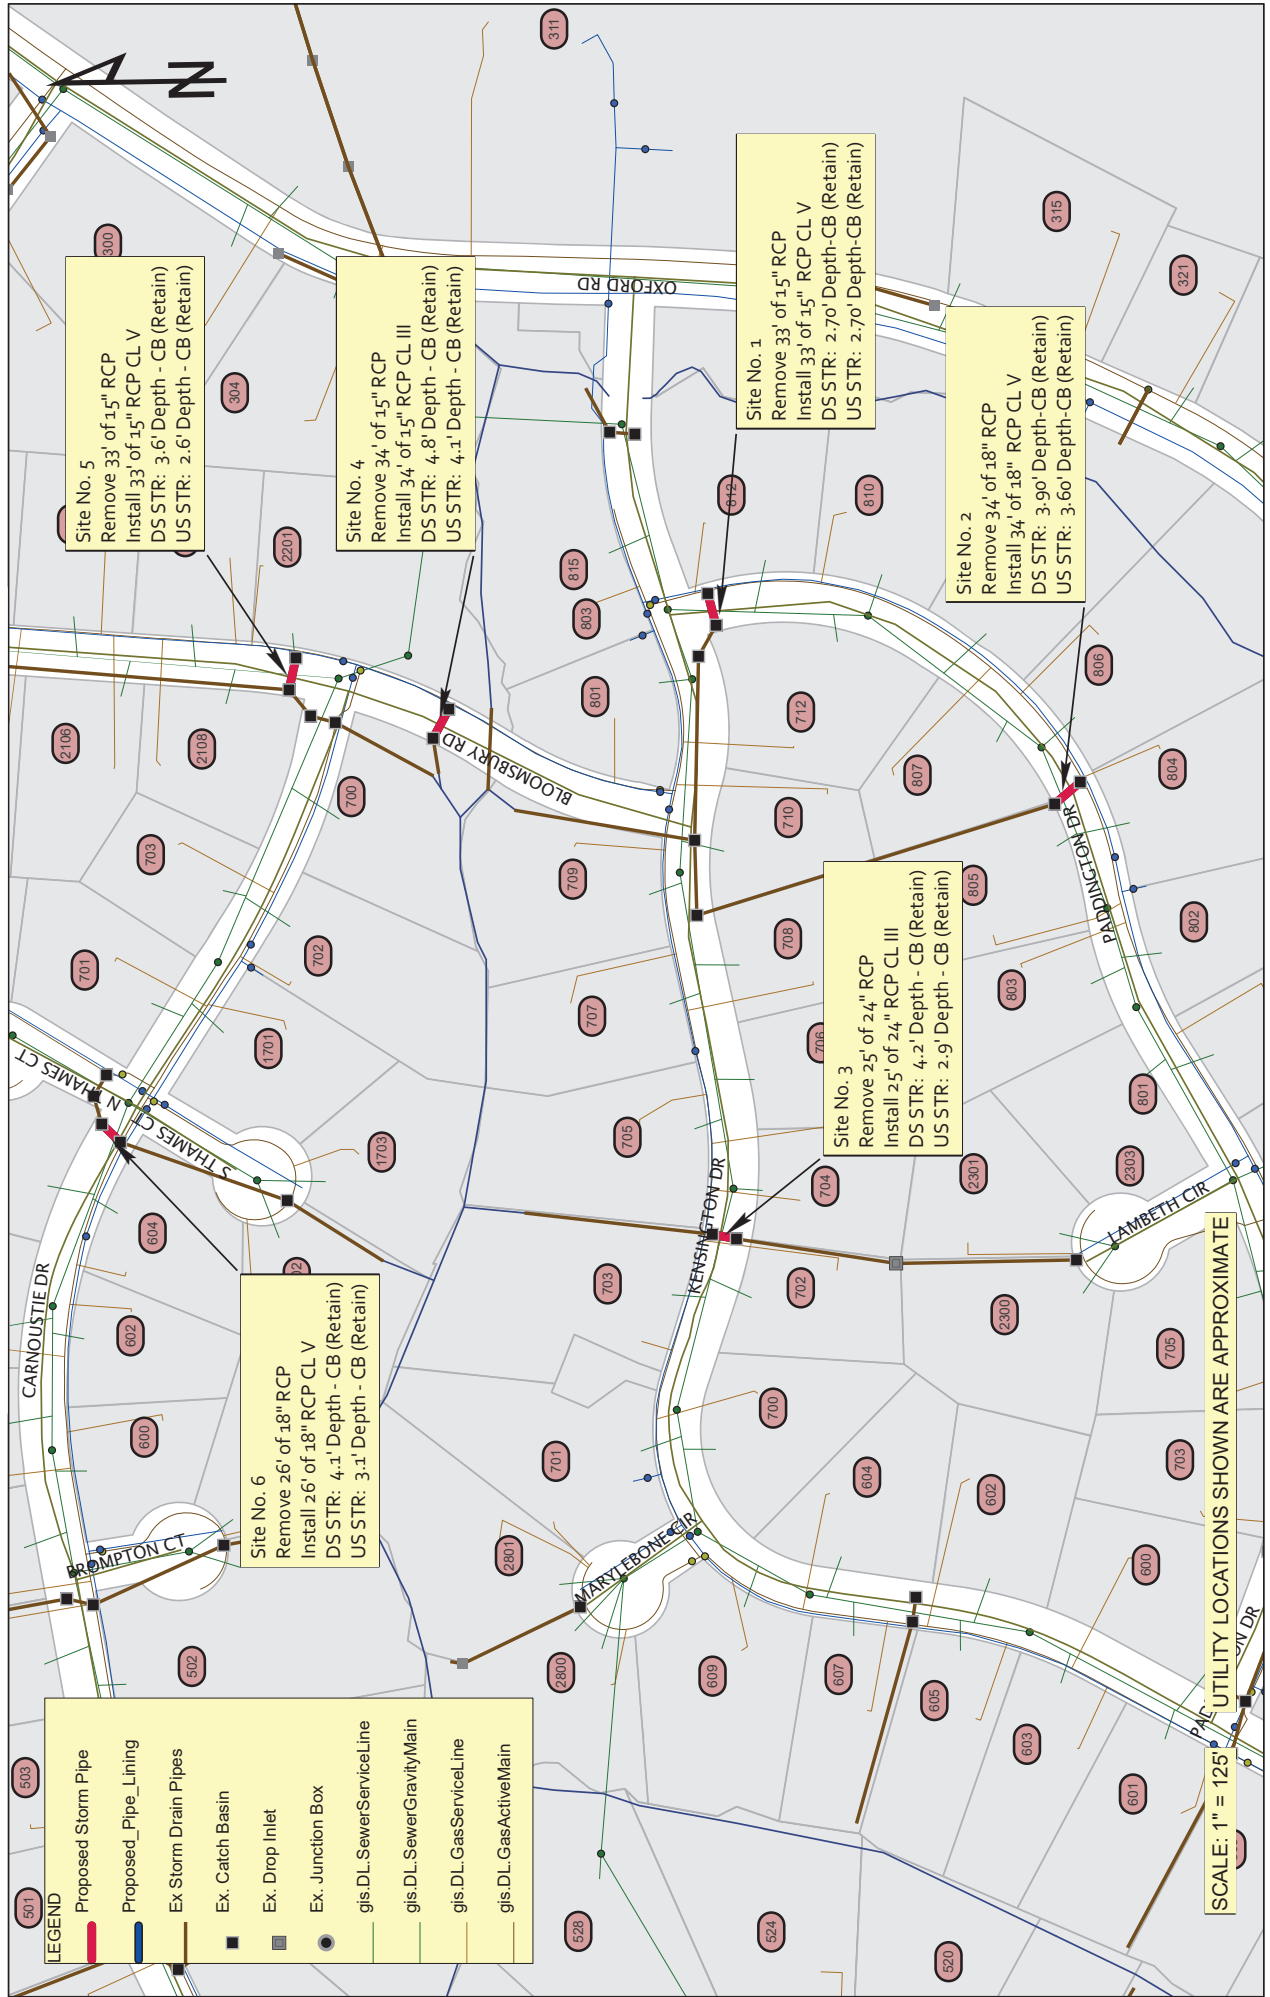 Site No. 5
Remove 33' of 15" RCP
Install 33' of 15" RCP CL V
DS STR: 3.6' Depth - CB (Retain)
US STR: 2.6' Depth - CB (Retain)
Site No. 4
Remove 34' of 15" RCP
Install 34' of 15" RCP CL III
DS STR: 4.8' Depth - CB (Retain)
US STR: 4.1' Depth - CB (Retain)
Site No. 1
Remove 33' of 15" RCP
Install 33' of 15" RCP CL V
DS STR: 2.70' Depth-CB (Retain)
US STR: 2.70' Depth-CB (Retain)
Site No. 2
Remove 34' of 18" RCP
Install 34' of 18" RCP CL V
DS STR: 3.90' Depth-CB (Retain)
US STR: 3.60' Depth-CB (Retain)
Site No. 3
Remove 25' of 24" RCP
Install 25' of 24" RCP CL III
DS STR: 4.2' Depth - CB (Retain)
US STR: 2.9' Depth - CB (Retain)
Site No. 6
Remove 26' of 18" RCP
Install 26' of 18" RCP CL V
DS STR: 4.1' Depth - CB (Retain)
US STR: 3.1' Depth - CB (Retain)
LEGEND
Proposed Storm Pipe
Proposed_Pipe_Lining
Ex Storm Drain Pipes
Ex. Catch Basin
Ex. Drop Inlet
Ex. Junction Box
gis.DL.SewerServiceLine
gis.DL.SewerGravityMain
gis.DL.GasServiceLine
gis.DL.GasActiveMain
SCALE: 1" = 125'
UTILITY LOCATIONS SHOWN ARE APPROXIMATE
N
OXFORD RD
BLOOMSBURY RD
PADDINGTON DR
KENSINGTON DR
LAMBETH CIR
MARYLEBONE CIR
CARNOUSTIE DR
BROMPTON CT
N THAMES CT
S THAMES CT
PAD
ON DR
311
300
304
315
321
2201
812
810
815
803
801
806
804
2106
2108
700
703
701
702
1701
1703
712
807
710
709
708
805
707
706
803
802
801
705
704
2301
2303
703
702
2300
705
604
602
600
701
700
604
602
703
600
2801
2800
609
607
605
603
601
502
503
501
528
524
520